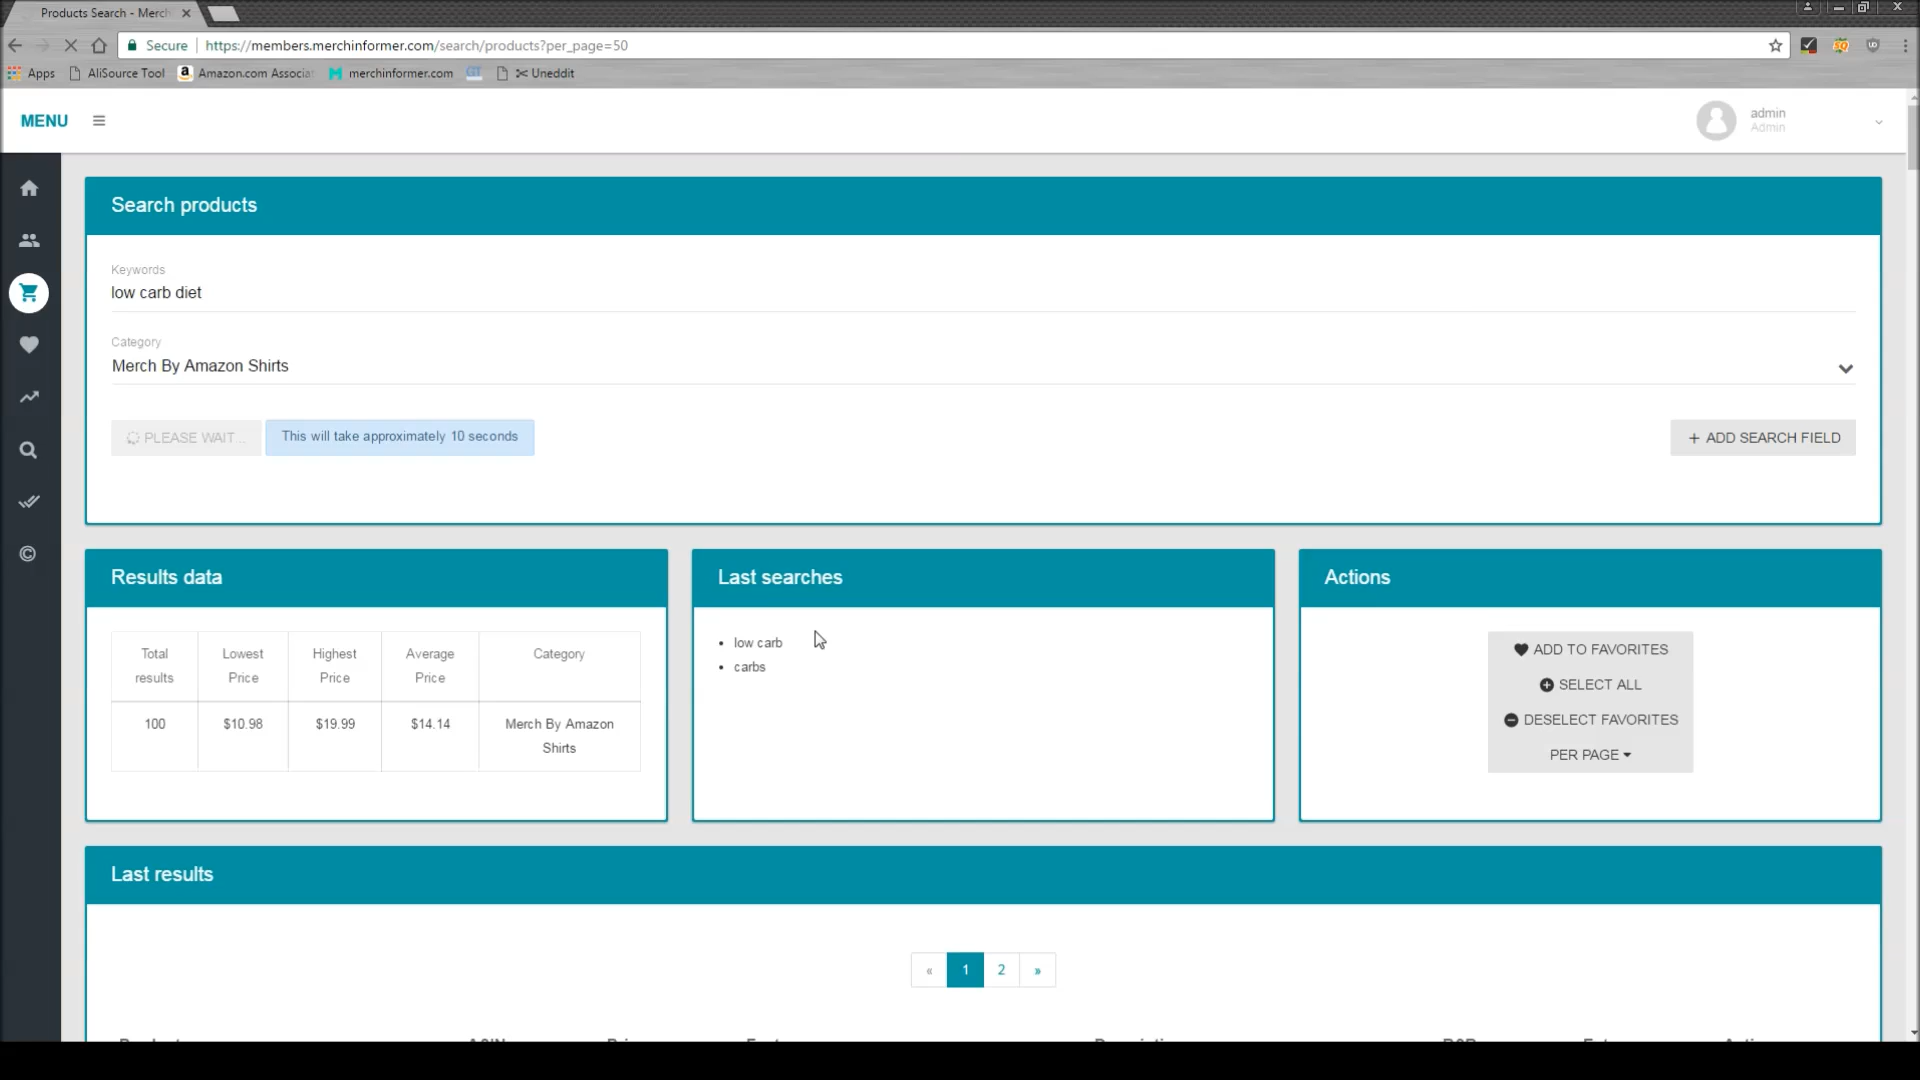 Products Search - Merch
Secure https://members.merchinformer.com/search/products?per_page=50
Apps AliSource Tool Amazon.com Associat merchinformer.com GT Uneddit
MENU
admin
Admin
Search products
Keywords
low carb diet
Category
Merch By Amazon Shirts
PLEASE WAIT...
This will take approximately 10 seconds
+ ADD SEARCH FIELD
Results data
Last searches
Actions
Total results
Lowest Price
Highest Price
Average Price
Category
100 $10.98 $19.99 $14.14 Merch By Amazon Shirts
• low carb
• carbs
ADD TO FAVORITES
SELECT ALL
DESELECT FAVORITES
PER PAGE
Last results
« 1 2 »